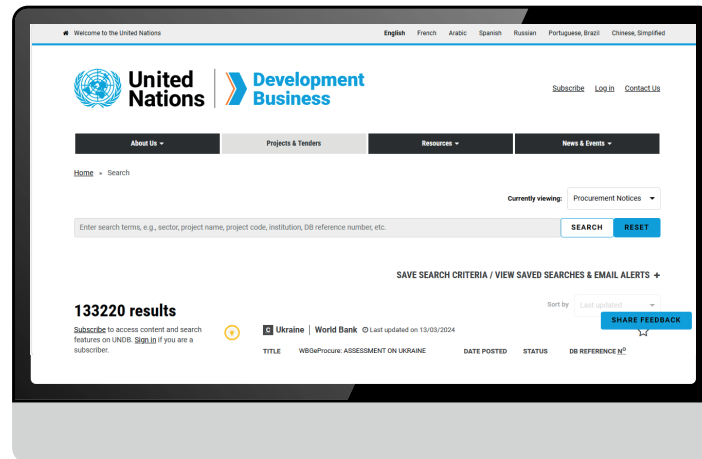 Welcome to the United Nations
English French Arabic Spanish Russian Portuguese, Brazil Chinese, Simplified
United Nations
Development Business
Subscribe Log in Contact Us
About Us Projects & Tenders Resources News & Events
Home » Search
Currently viewing: Procurement Notices
Enter search terms, e.g., sector, project name, project code, institution, DB reference number, etc. SEARCH RESET
SAVE SEARCH CRITERIA / VIEW SAVED SEARCHES & EMAIL ALERTS +
Sort by Last updated
133220 results
SHARE FEEDBACK
Subscribe to access content and search
features on UNDB. Sign in if you are a
subscriber.
C Ukraine | World Bank Last updated on 13/03/2024
TITLE WBGeProcure: ASSESSMENT ON UKRAINE DATE POSTED STATUS DB REFERENCE Nº